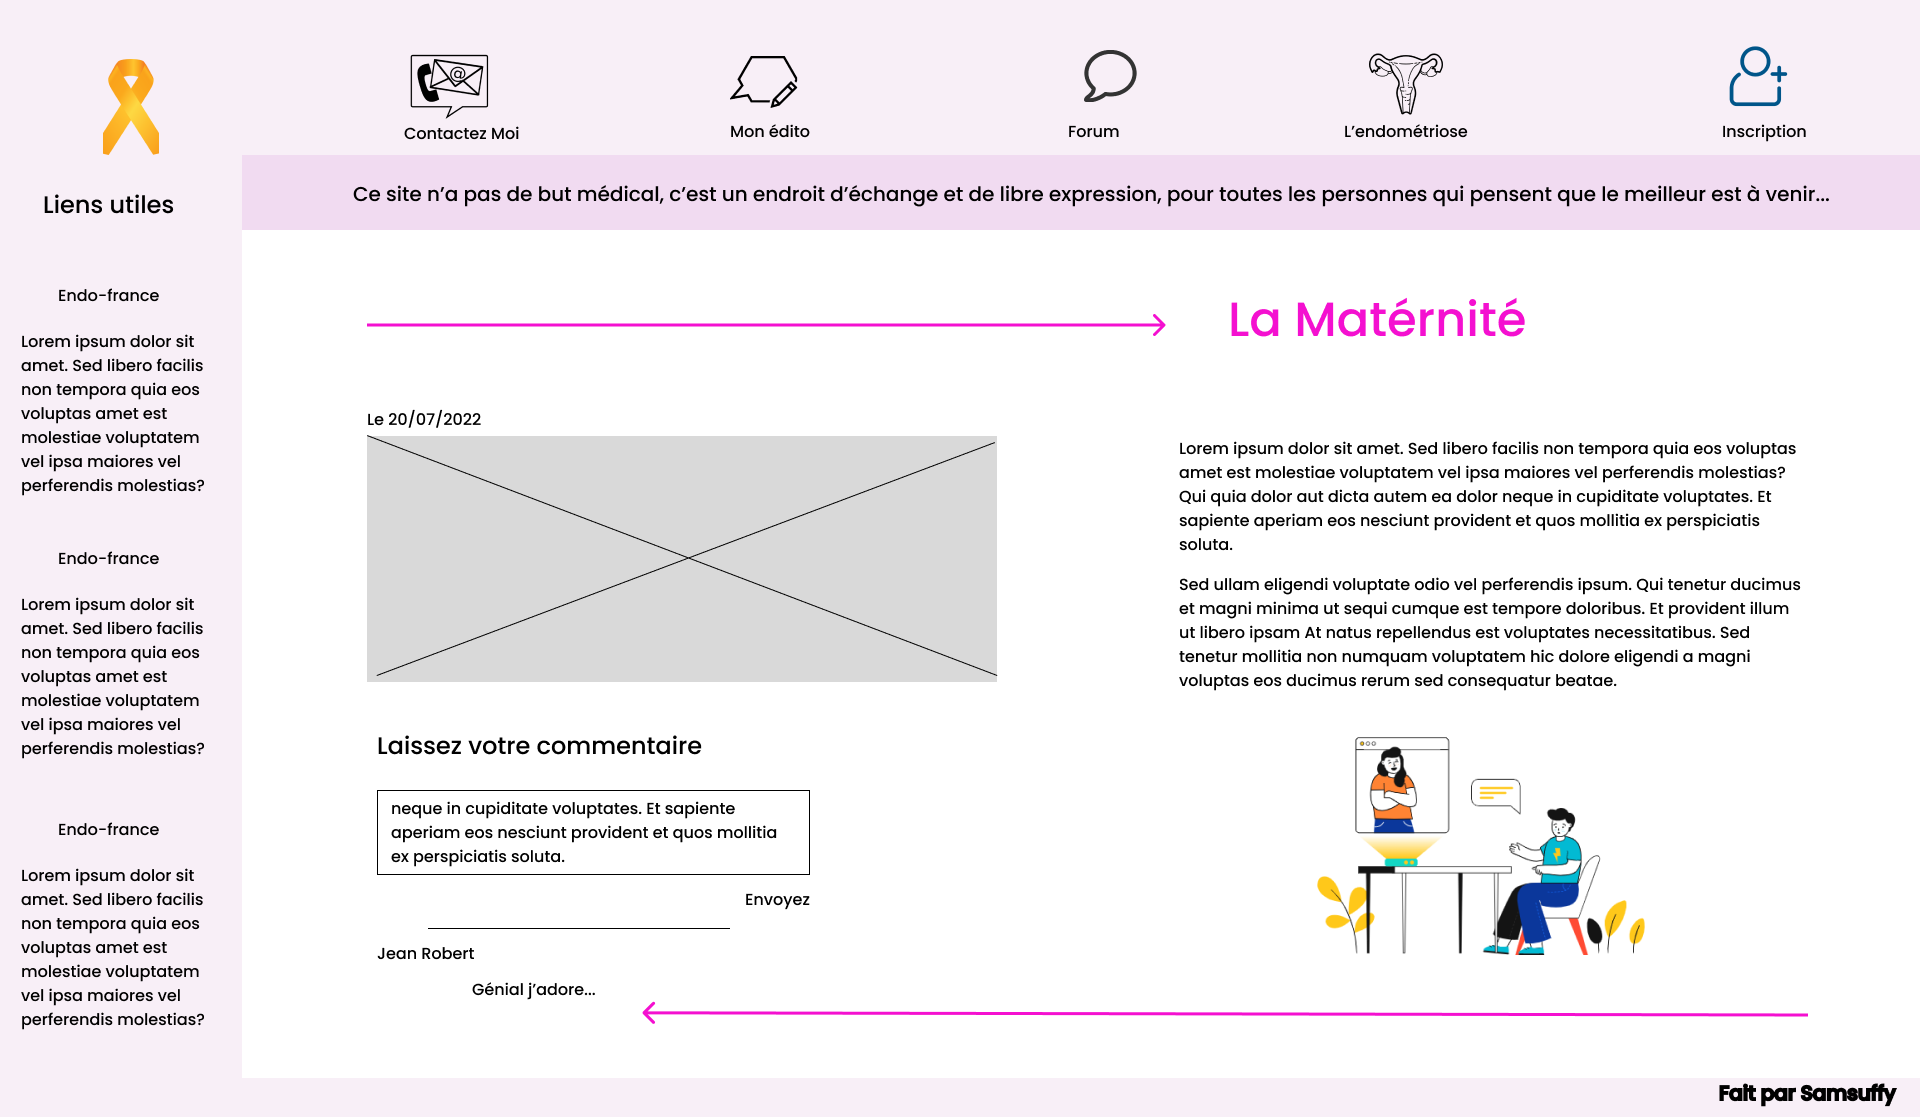 Contactez Moi
Mon édito
Forum
L’endométriose
Inscription
Ce site n’a pas de but médical, c’est un endroit d’échange et de libre expression, pour toutes les personnes qui pensent que le meilleur est à venir...
Liens utiles
Endo-france
Lorem ipsum dolor sit
amet. Sed libero facilis
non tempora quia eos
voluptas amet est
molestiae voluptatem
vel ipsa maiores vel
perferendis molestias?
Endo-france
Lorem ipsum dolor sit
amet. Sed libero facilis
non tempora quia eos
voluptas amet est
molestiae voluptatem
vel ipsa maiores vel
perferendis molestias?
Endo-france
Lorem ipsum dolor sit
amet. Sed libero facilis
non tempora quia eos
voluptas amet est
molestiae voluptatem
vel ipsa maiores vel
perferendis molestias?
La Matérnité
Le 20/07/2022
Lorem ipsum dolor sit amet. Sed libero facilis non tempora quia eos voluptas
amet est molestiae voluptatem vel ipsa maiores vel perferendis molestias?
Qui quia dolor aut dicta autem ea dolor neque in cupiditate voluptates. Et
sapiente aperiam eos nesciunt provident et quos mollitia ex perspiciatis
soluta.
Sed ullam eligendi voluptate odio vel perferendis ipsum. Qui tenetur ducimus
et magni minima ut sequi cumque est tempore doloribus. Et provident illum
ut libero ipsam At natus repellendus est voluptates necessitatibus. Sed
tenetur mollitia non numquam voluptatem hic dolore eligendi a magni
voluptas eos ducimus rerum sed consequatur beatae.
Laissez votre commentaire
neque in cupiditate voluptates. Et sapiente
aperiam eos nesciunt provident et quos mollitia
ex perspiciatis soluta.
Envoyez
Jean Robert
Génial j’adore...
Fait par Samsuffy